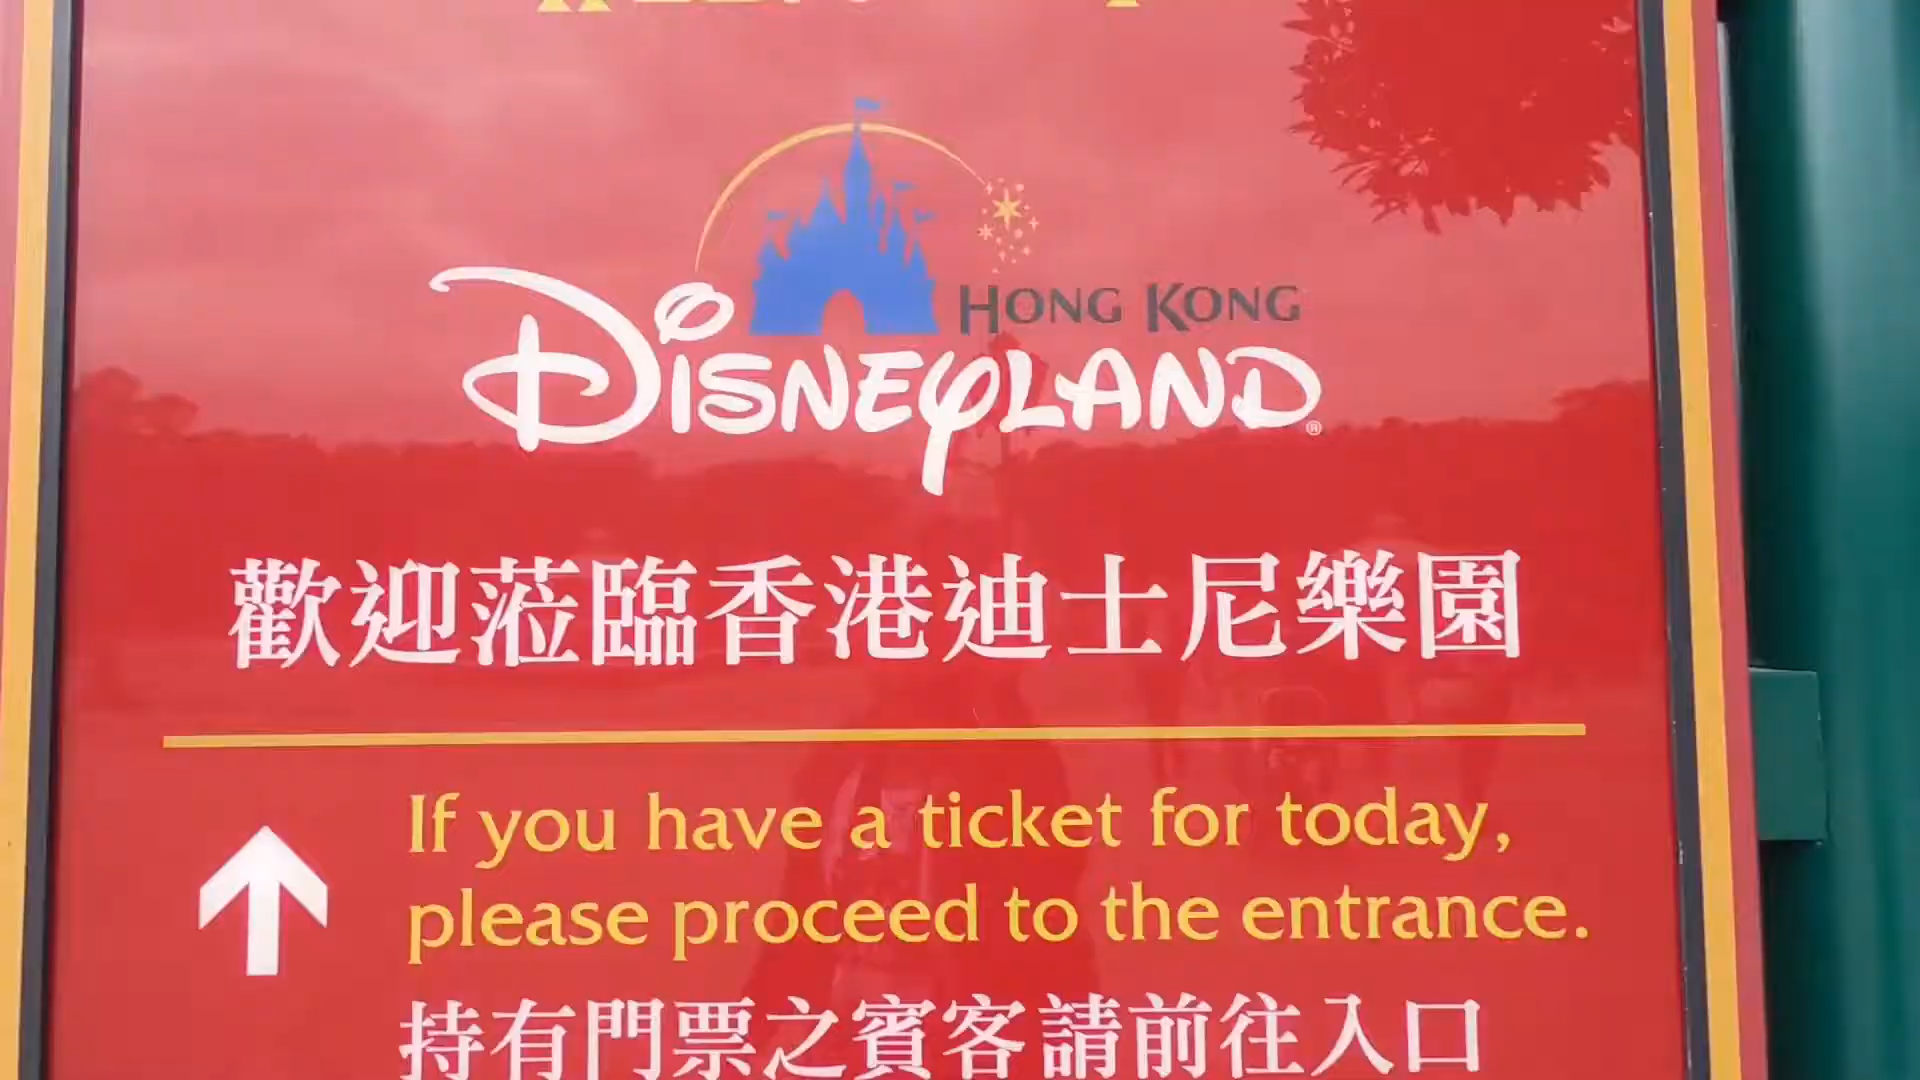 HONG KONG
DISNEYLAND®
歡迎蒞臨香港迪士尼樂園
If you have a ticket for today,
please proceed to the entrance.
持有門票之賓客請前往入口